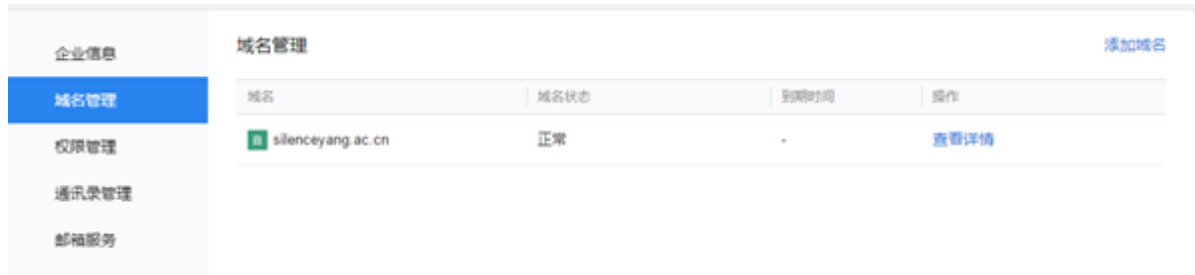 企业信息
域名管理
权限管理
通讯录管理
邮箱服务
域名管理
添加域名
域名 域名状态 到期时间 操作
自 silenceyang.ac.cn 正常 - 查看详情